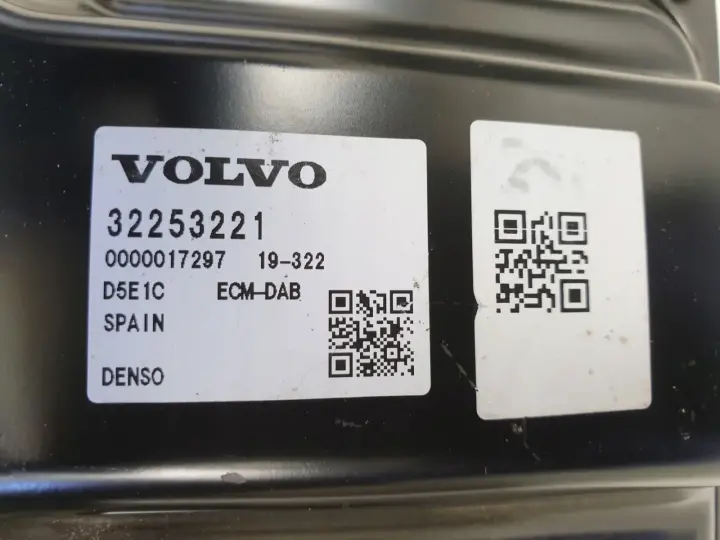 VOLVO
32253221
0000017297 19-322
D5E1C ECM-DAB
SPAIN
DENSO